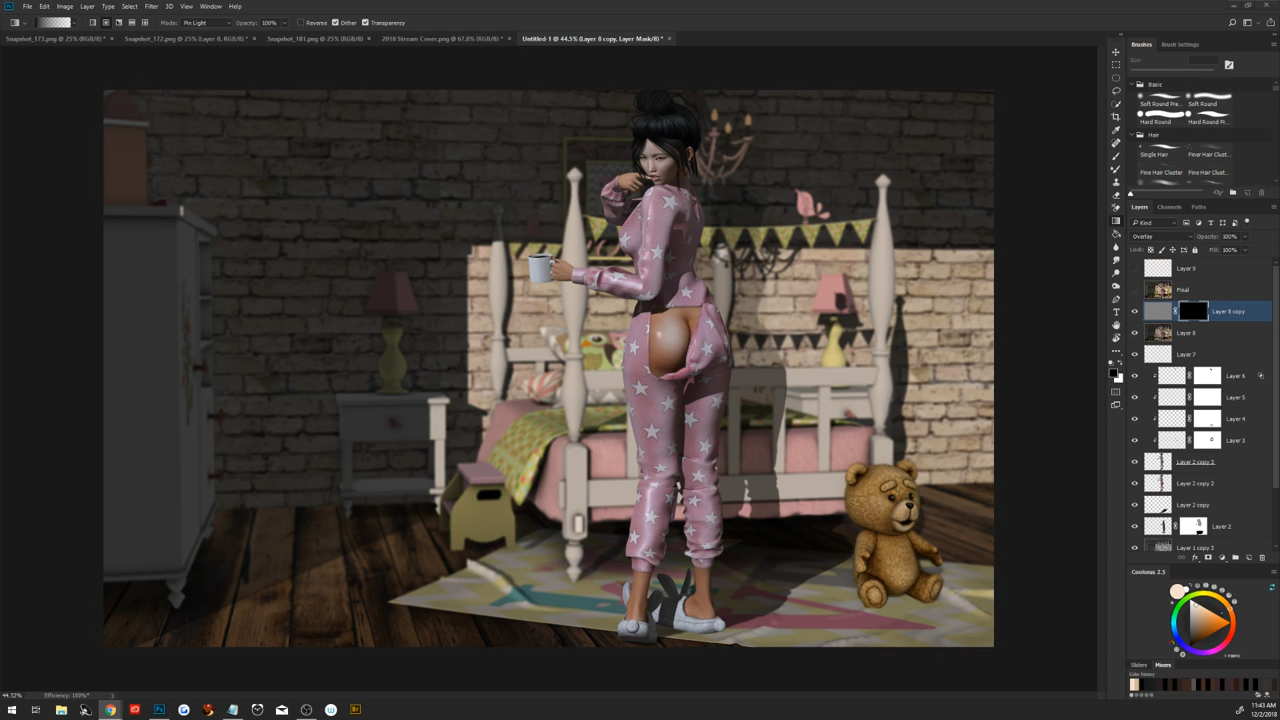 File Edit Image Layer Type Select Filter 3D View Window Help
Mode: Pin Light Opacity: 100% Reverse Dither Transparency
Snapshot_173.png @ 25% (RGB/8) * × Snapshot_172.png @ 25% (Layer 0, RGB/8) * × Snapshot_181.png @ 25% (RGB/8) × 2018 Stream Cover.png @ 67.8% (RGB/8) * × Untitled-1 @ 44.5% (Layer 8 copy, Layer Mask/8) * ×
Brushes Brush Settings
Size:
Basic
Soft Round Pre... Soft Round
Hard Round Hard Round Pr...
Hair
Single Hair Finer Hair Clust...
Fine Hair Cluster Fine Hair Clust...
Layers Channels Paths
Kind
Overlay Opacity: 100%
Lock: Fill: 100%
Layer 9
Final
Layer 8 copy
Layer 8
Layer 7
Layer 6
Layer 5
Layer 4
Layer 3
Layer 2 copy 3
Layer 2 copy 2
Layer 2 copy
Layer 2
Layer 1 copy 3
Coolorus 2.5
Sliders Mixers
Color history
44.52% Efficiency: 100%*
Ps Br
11:43 AM
12/2/2018